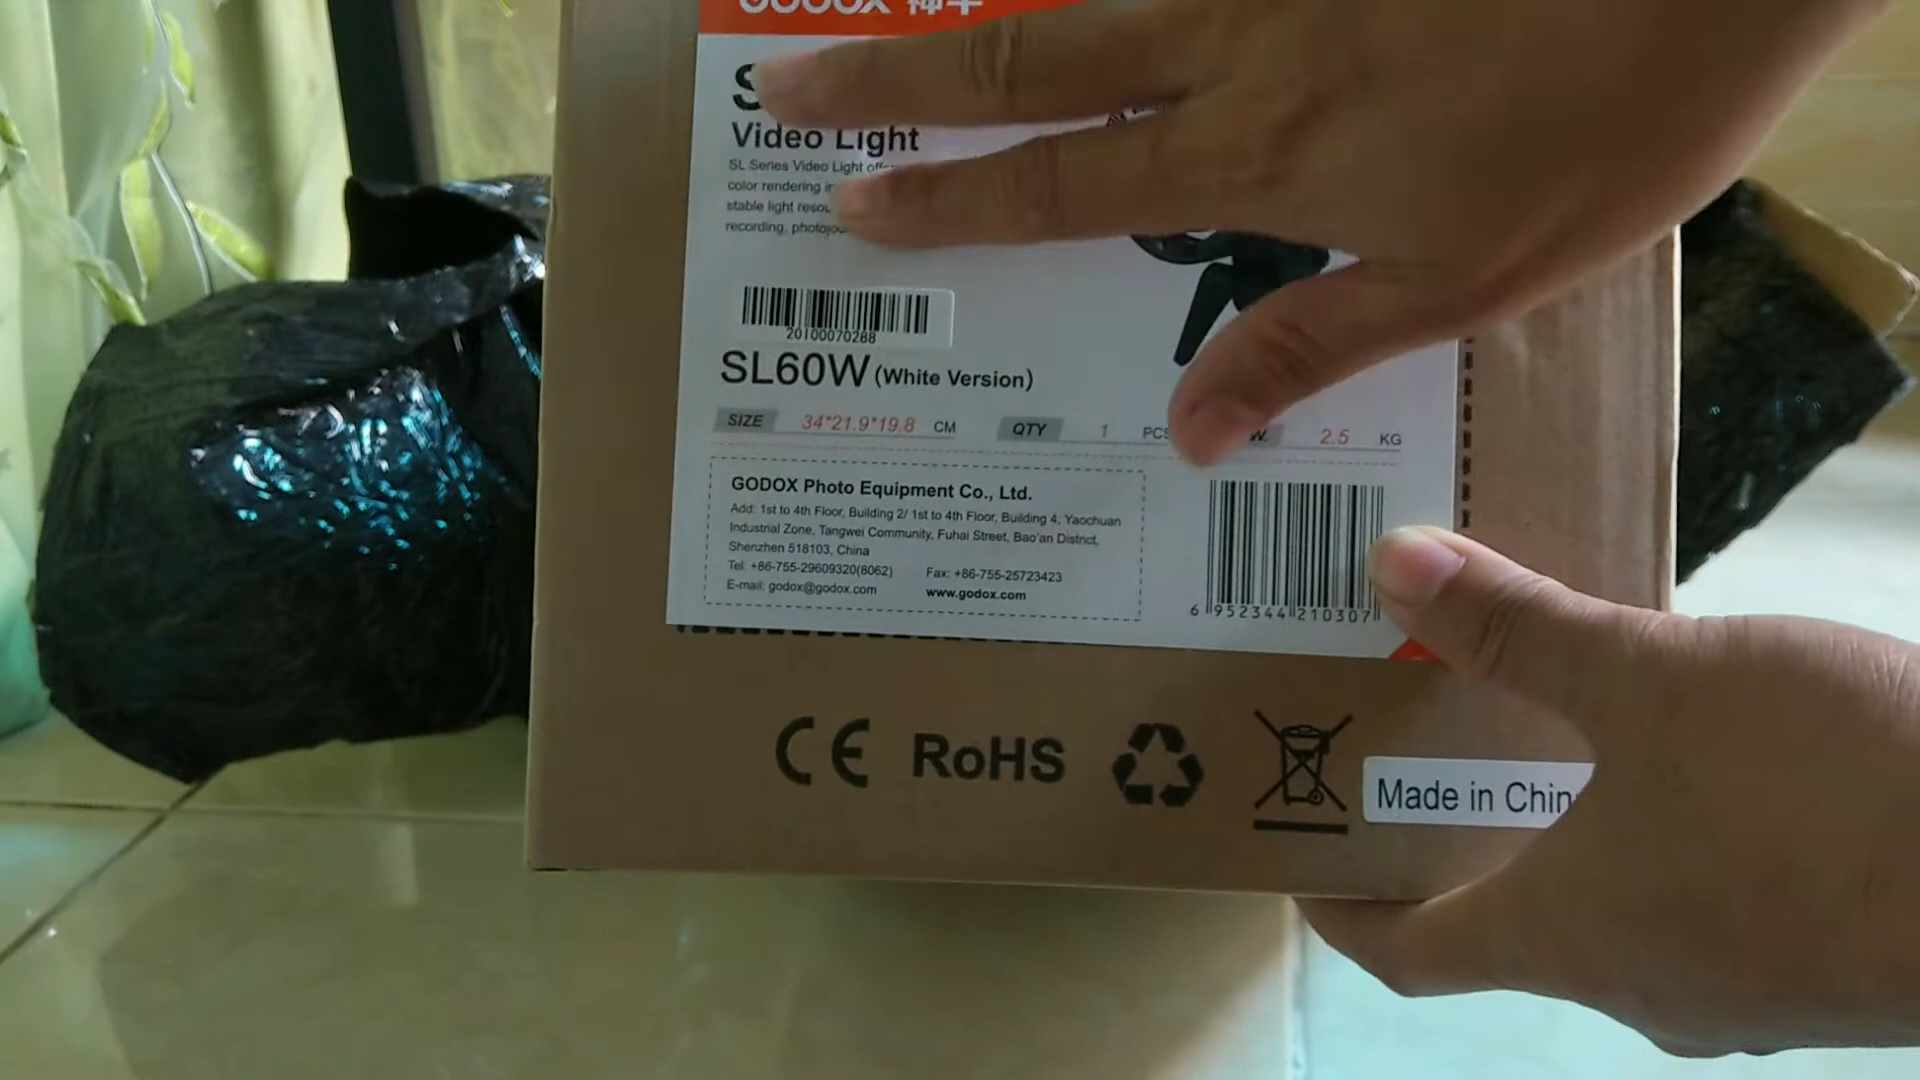 GODOX 神牛
Video Light
SL Series Video Light
color rendering
stable light
recording,
20100070288
SL60W (White Version)
SIZE 34*21.9*19.8 CM QTY 1 PCS 2.5 KG
GODOX Photo Equipment Co., Ltd.
Add: 1st to 4th Floor, Building 2/ 1st to 4th Floor, Building 4, Yaochuan
Industrial Zone, Tangwei Community, Fuhai Street, Bao'an District,
Shenzhen 518103, China
Tel: +86-755-29609320(8062) Fax: +86-755-25723423
E-mail: godox@godox.com www.godox.com
6 952344 210307
CE RoHS
Made in